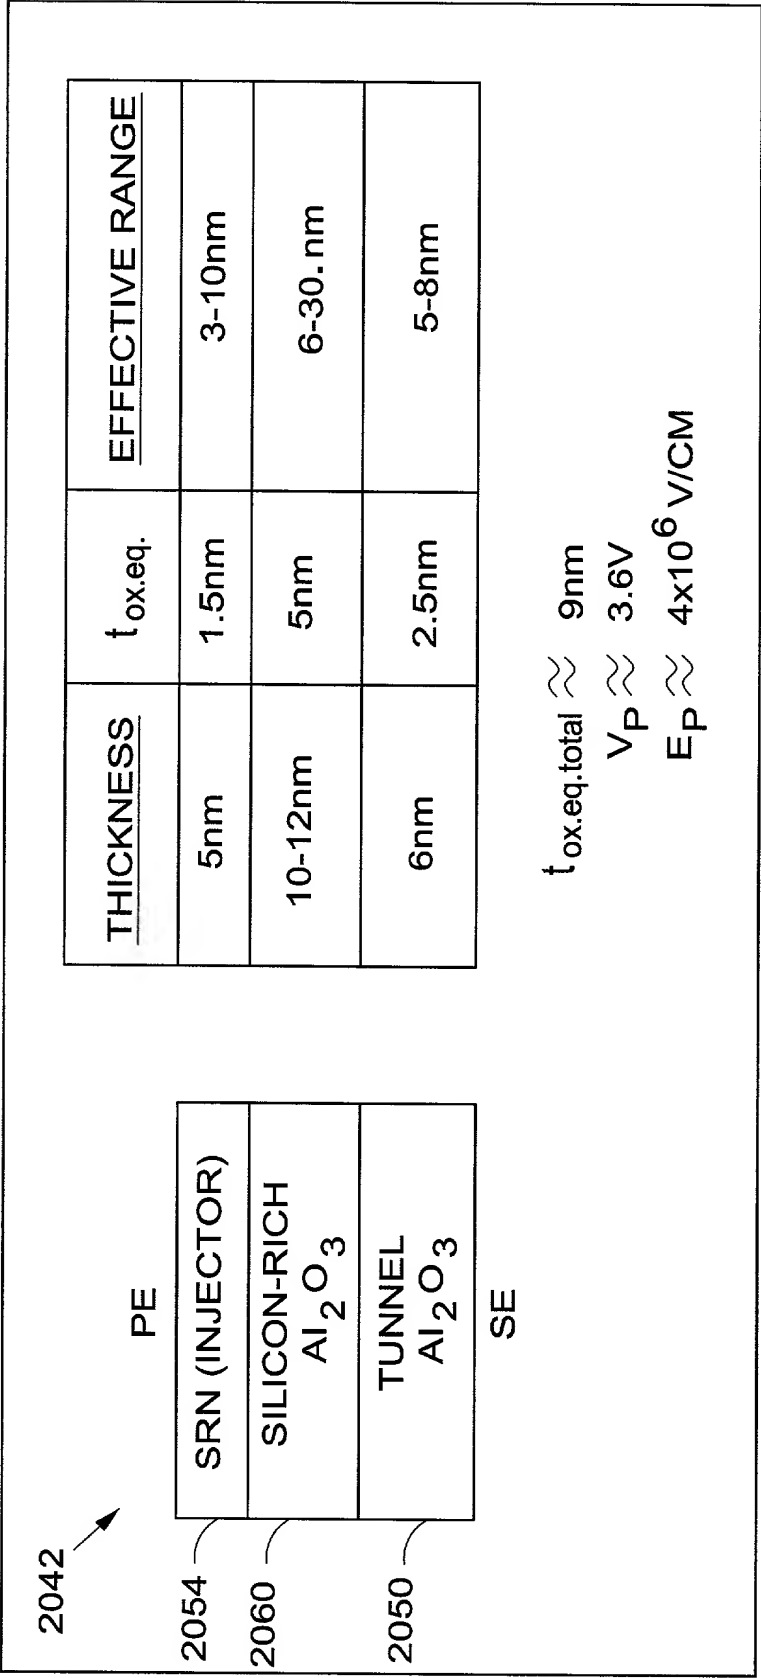 2042
PE
2054
SRN (INJECTOR)
2060
SILICON-RICH
Al2O3
2050
TUNNEL
Al2O3
SE
THICKNESS tox.eq. EFFECTIVE RANGE
5nm 1.5nm 3-10nm
10-12nm 5nm 6-30.nm
6nm 2.5nm 5-8nm
tox.eq.total ≈ 9nm
VP ≈ 3.6V
EP ≈ 4x10⁶ V/CM